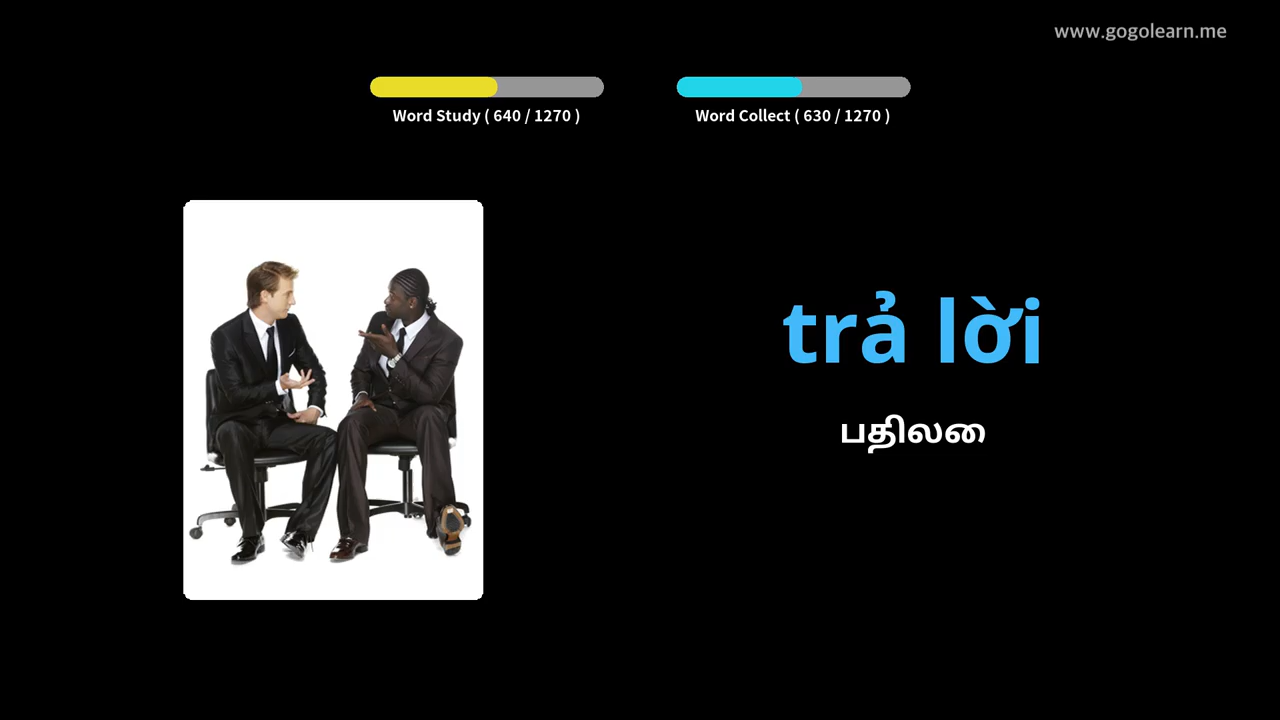 www.gogolearn.me
Word Study ( 640 / 1270 )
Word Collect ( 630 / 1270 )
trả lời
பதிலை